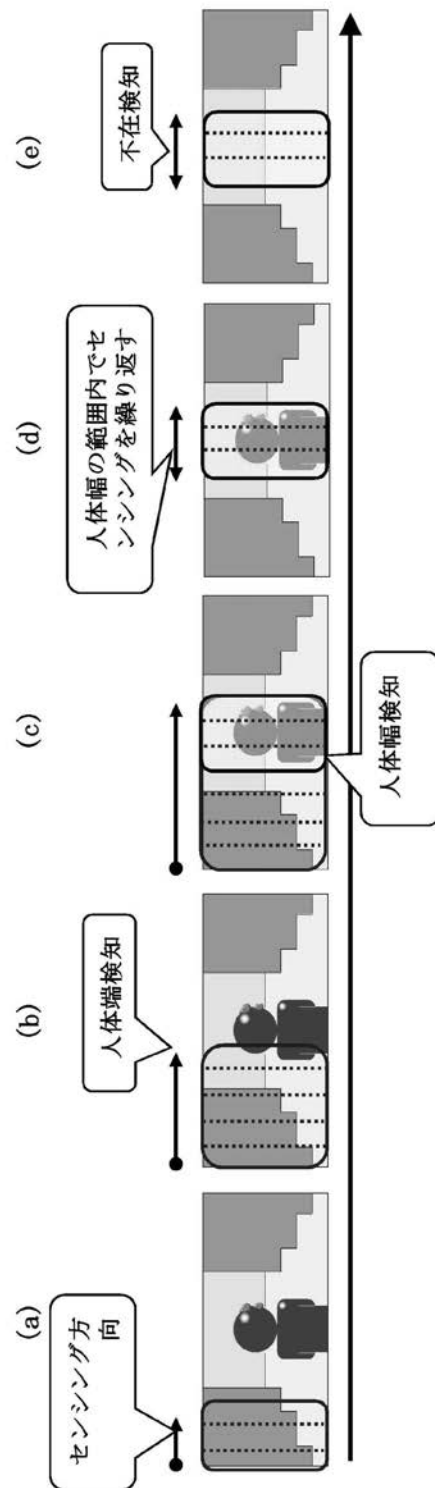 (a)
センシング方
向
(b)
人体端検知
(c)
人体幅検知
(d)
人体幅の範囲内でセ
ンシングを繰り返す
(e)
不在検知